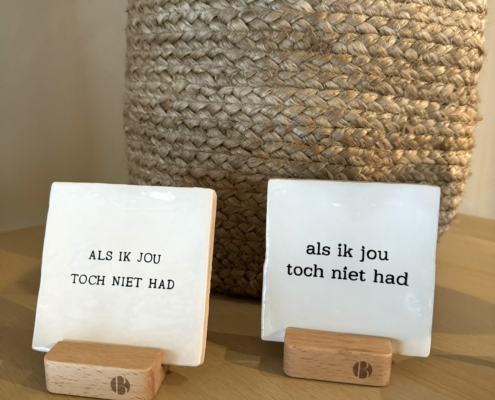 ALS IK JOU
TOCH NIET HAD
als ik jou
toch niet had